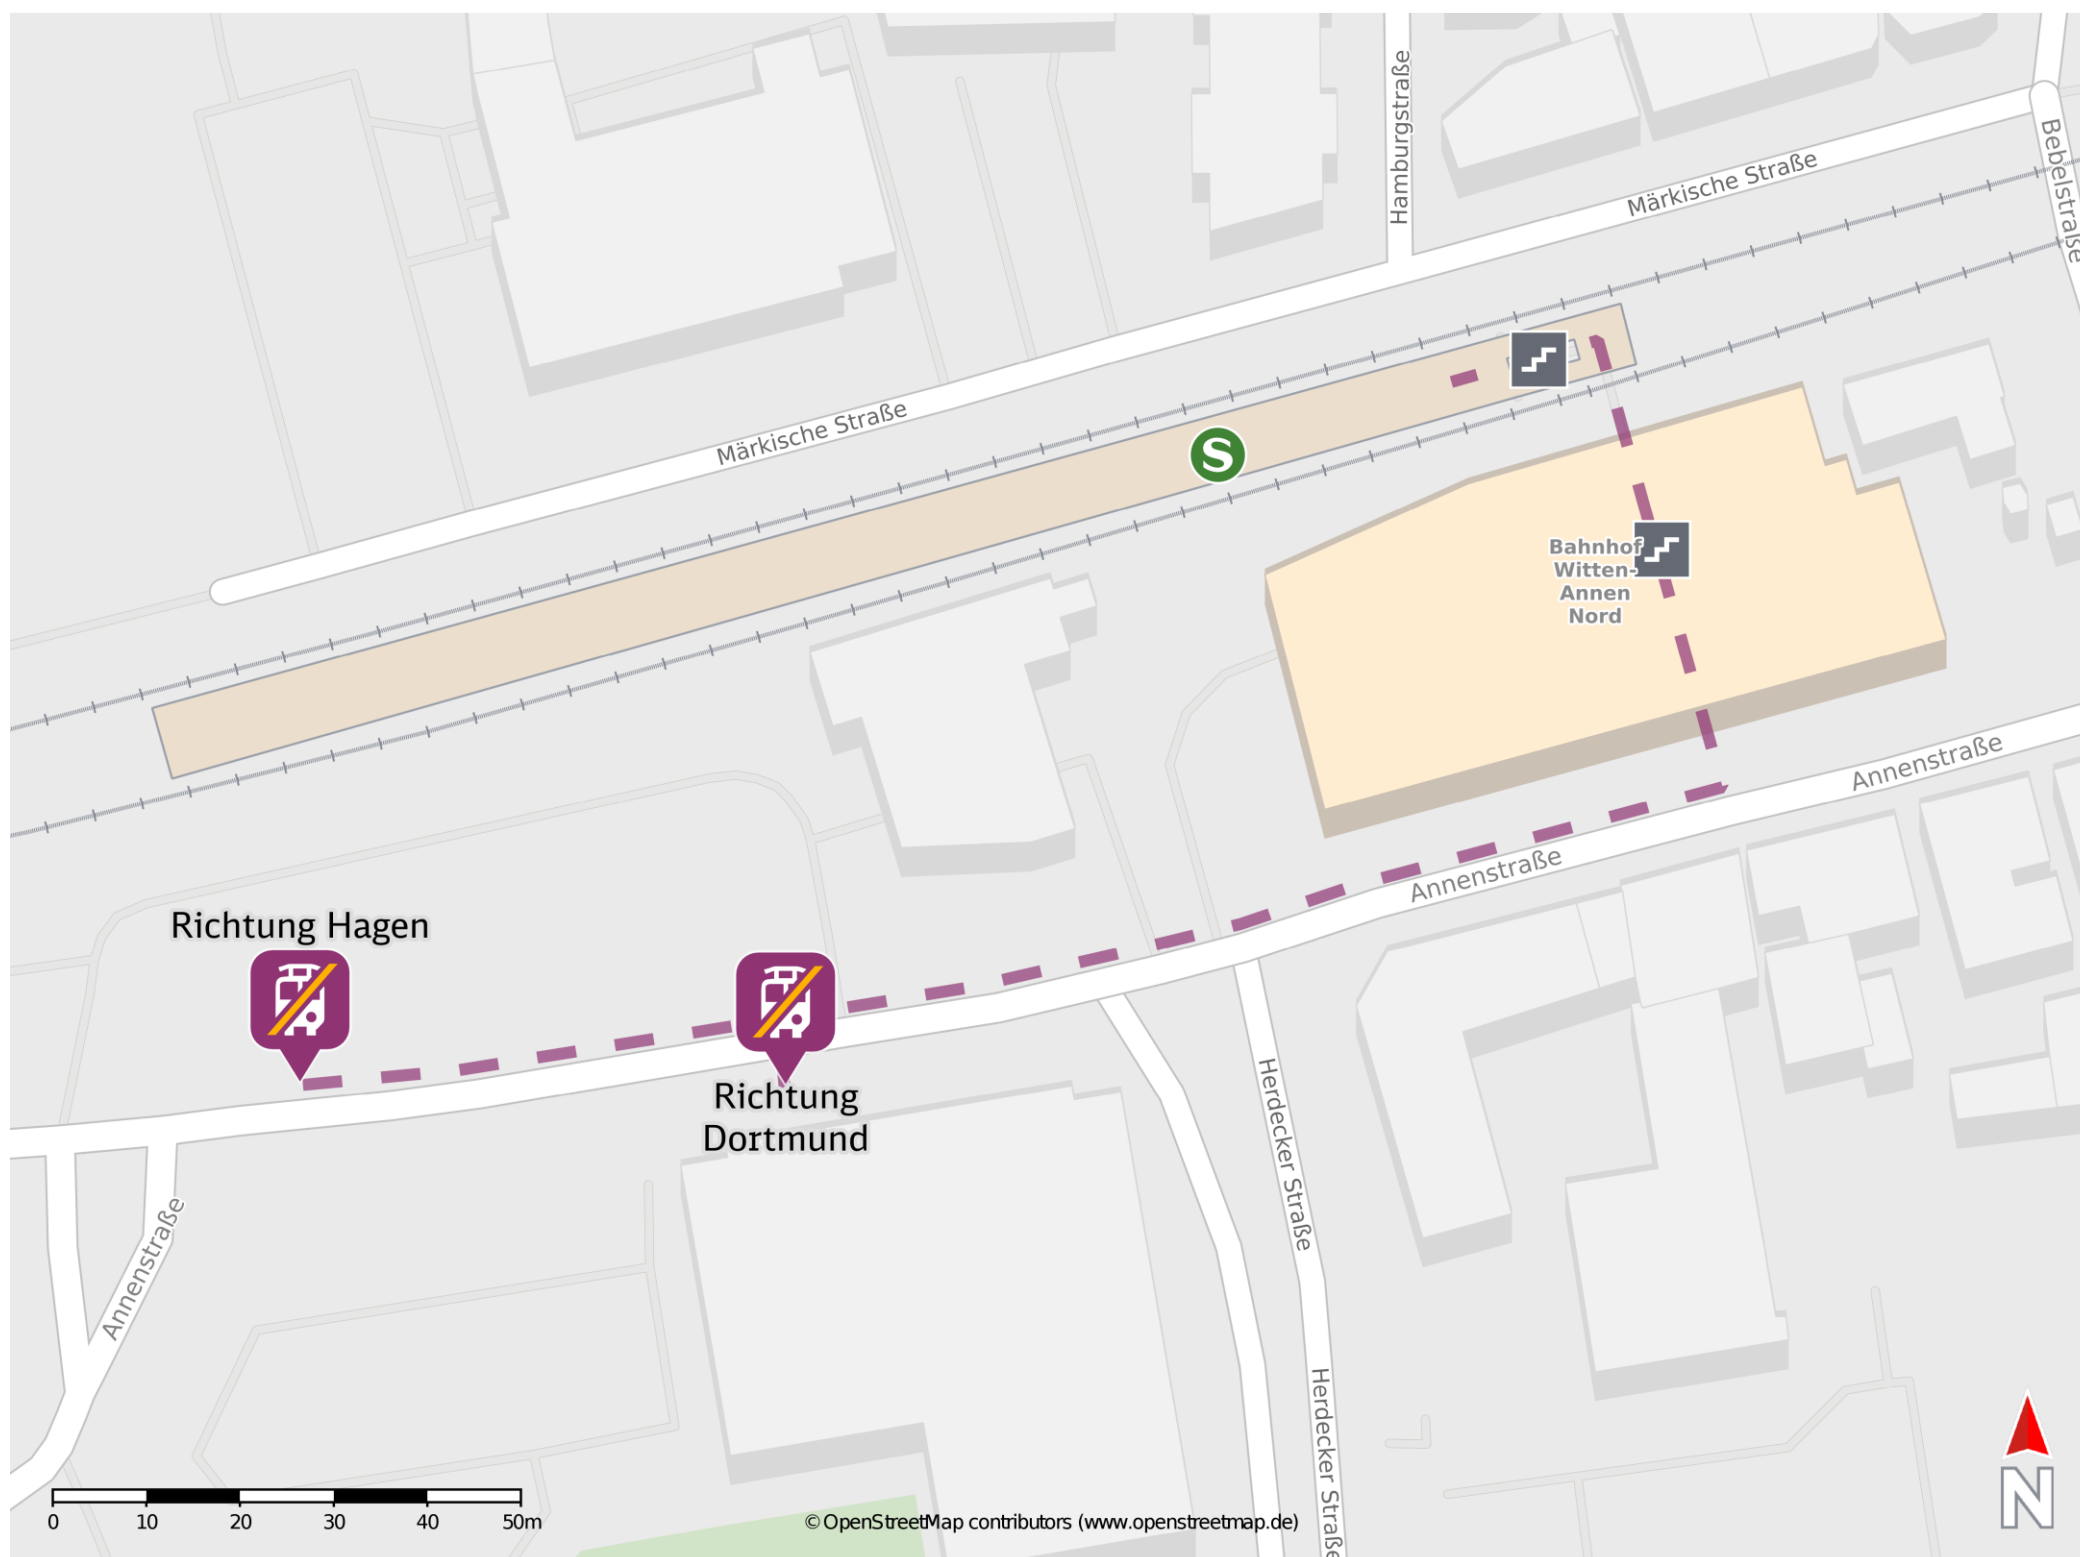 Hamburgstraße
Märkische Straße
Bebelstraße
Märkische Straße
S
Bahnhof
Witten-
Annen
Nord
Annenstraße
Annenstraße
Richtung Hagen
Richtung
Dortmund
Herdecker Straße
Annenstraße
Herdecker Straße
0 10 20 30 40 50m
© OpenStreetMap contributors (www.openstreetmap.de)
N